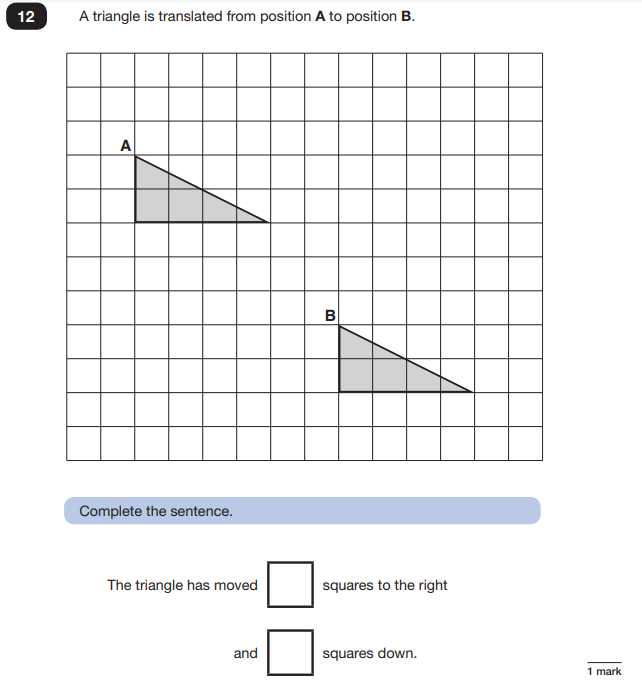 12 A triangle is translated from position A to position B.
A
B
Complete the sentence.
The triangle has moved squares to the right
and squares down.
1 mark